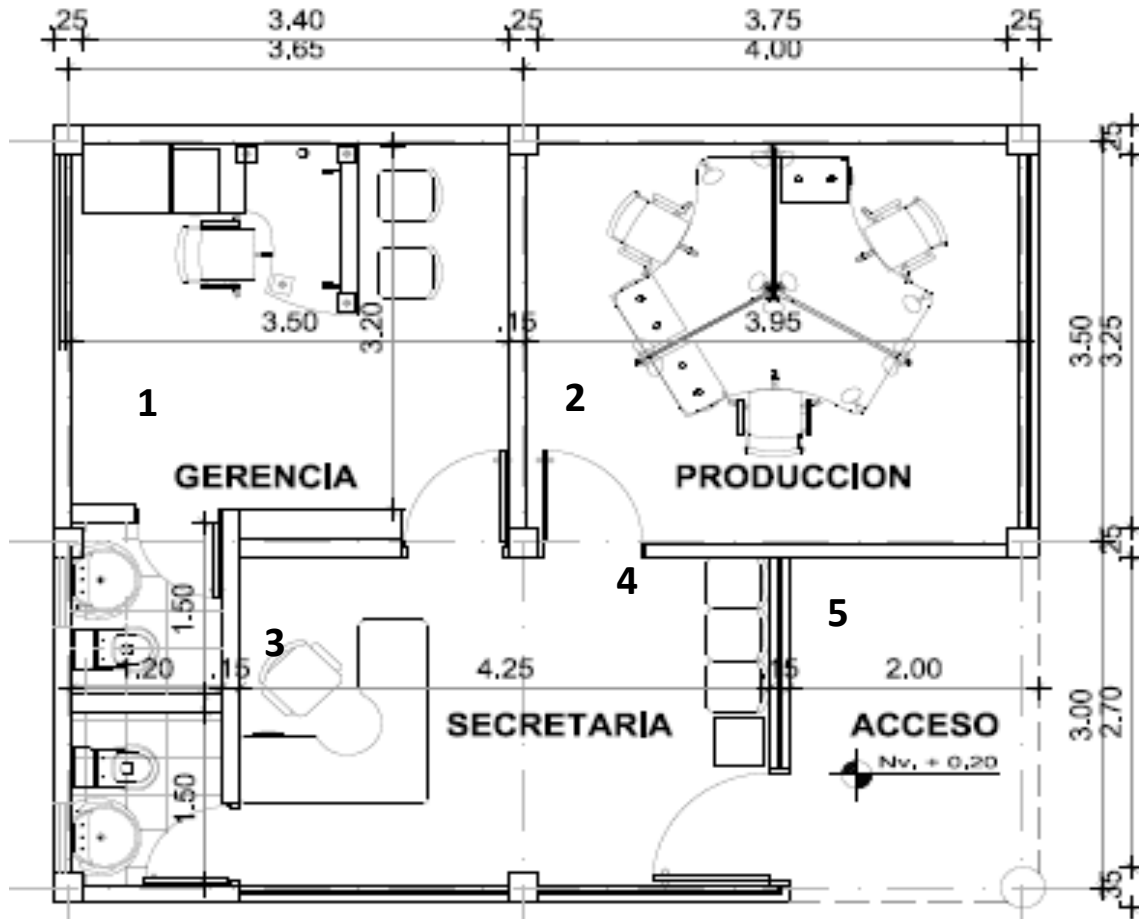 .25 3.40 .25 3.75 .25
3.65 4.00
.25
3.50 .15 3.95
3.20
3.50
3.25
1
2
GERENCIA
PRODUCCION
.25
4
3
5
1.50
1.20 .15 4.25 .15 2.00
SECRETARIA
ACCESO
3.00
2.70
Nv. + 0,20
1.50
.35